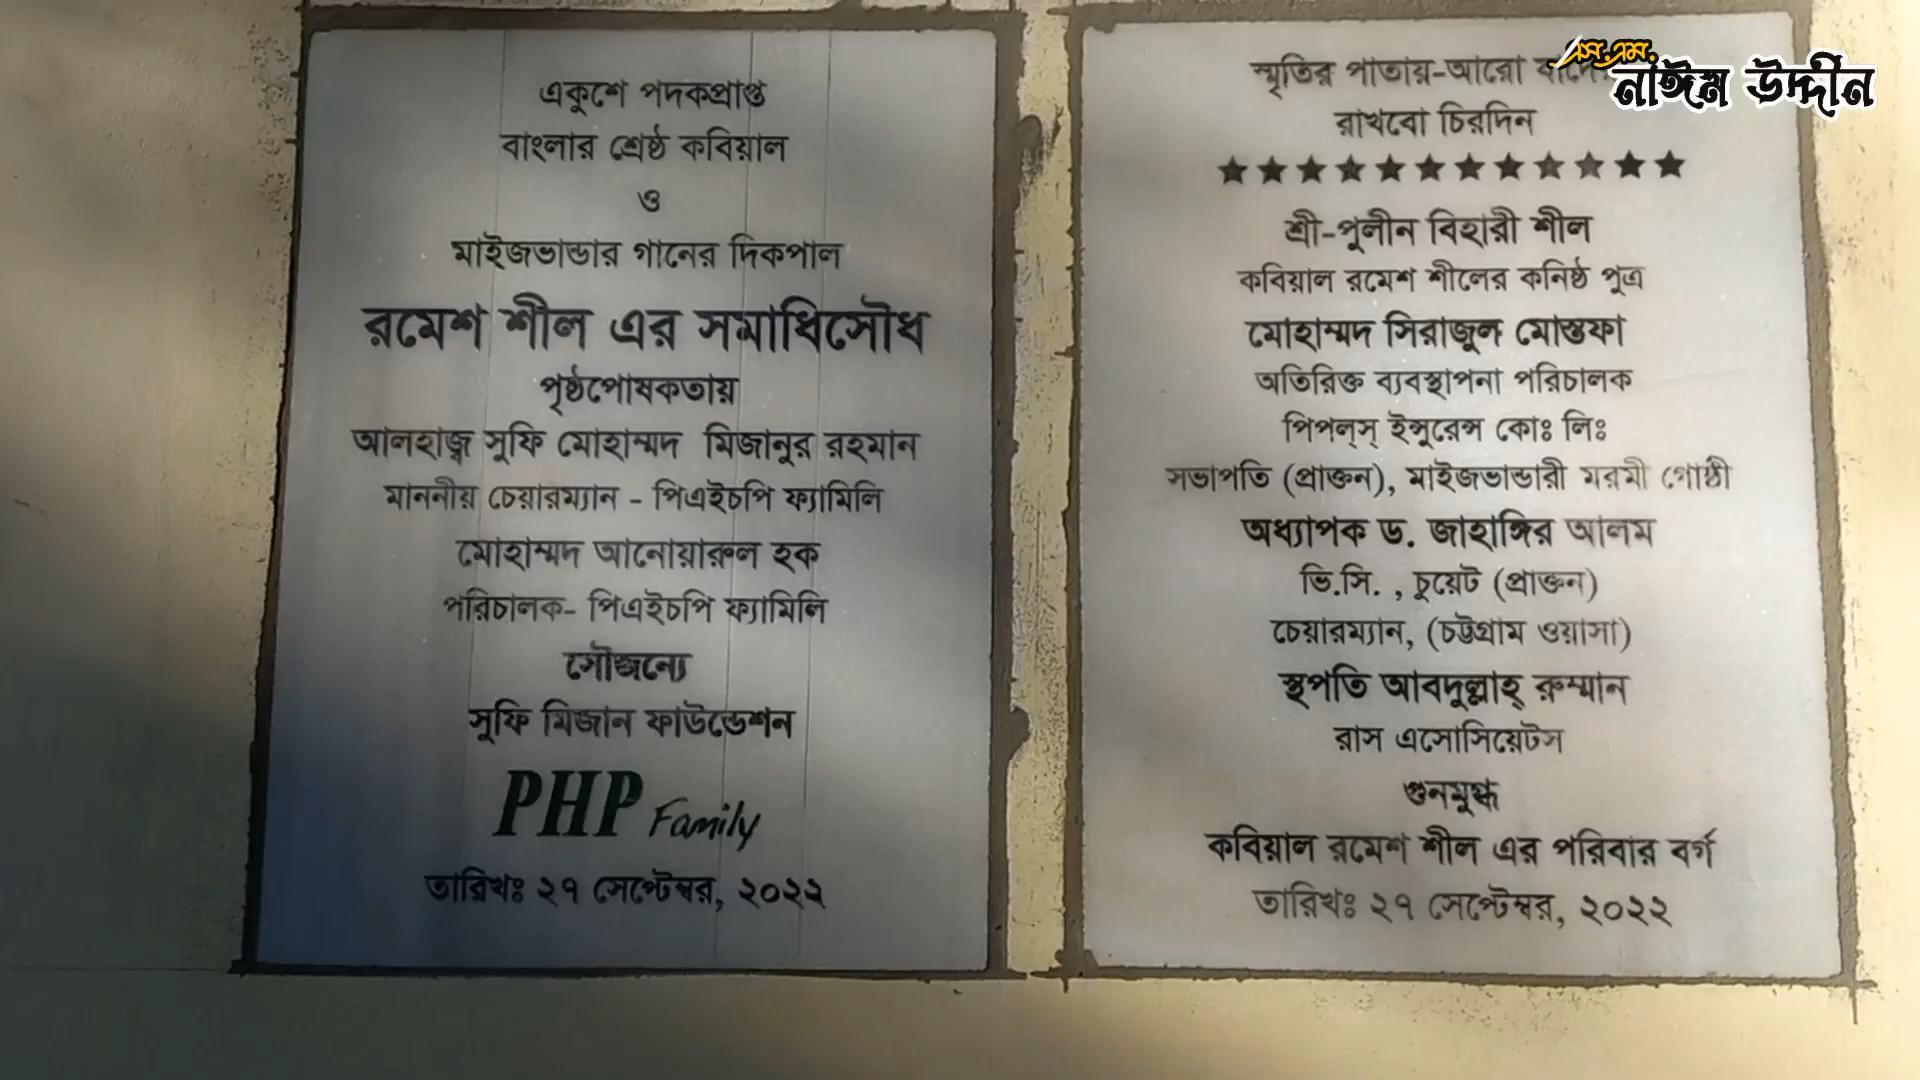 একুশে পদকপ্রাপ্ত
বাংলার শ্রেষ্ঠ কবিয়াল
ও
মাইজভান্ডার গানের দিকপাল
রমেশ শীল এর সমাধিসৌধ
পৃষ্ঠপোষকতায়
আলহাজ্ব সুফি মোহাম্মদ মিজানুর রহমান
মাননীয় চেয়ারম্যান - পিএইচপি ফ্যামিলি
মোহাম্মদ আনোয়ারুল হক
পরিচালক- পিএইচপি ফ্যামিলি
সৌজন্যে
সুফি মিজান ফাউন্ডেশন
PHP Family
তারিখঃ ২৭ সেপ্টেম্বর, ২০২২
স্মৃতির পাতায়-আরো
রাখবো চিরদিন
★★★★★★★★★★★★
শ্রী-পুলীন বিহারী শীল
কবিয়াল রমেশ শীলের কনিষ্ঠ পুত্র
মোহাম্মদ সিরাজুল মোস্তফা
অতিরিক্ত ব্যবস্থাপনা পরিচালক
পিপল্‌স্ ইন্সুরেন্স কোঃ লিঃ
সভাপতি (প্রাক্তন), মাইজভান্ডারী মরমী গোষ্ঠী
অধ্যাপক ড. জাহাঙ্গির আলম
ভি.সি. , চুয়েট (প্রাক্তন)
চেয়ারম্যান, (চট্টগ্রাম ওয়াসা)
স্থপতি আবদুল্লাহ্ রুম্মান
রাস এসোসিয়েটস
গুনমুগ্ধ
কবিয়াল রমেশ শীল এর পরিবার বর্গ
তারিখঃ ২৭ সেপ্টেম্বর, ২০২২
এস.এম.
নাঈম উদ্দীন